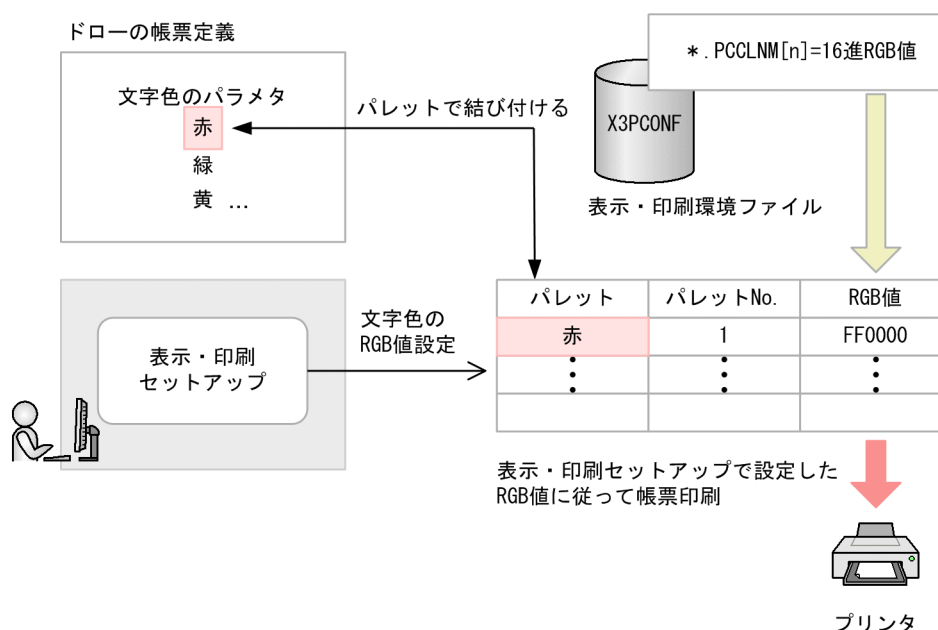 ドローの帳票定義
文字色のパラメタ
赤
緑
黄 …
パレットで結び付ける
*.PCCLNM[n]=16進RGB値
X3PCONF
表示・印刷環境ファイル
表示・印刷
セットアップ
文字色の
RGB値設定
パレット パレットNo. RGB値
赤 1 FF0000
表示・印刷セットアップで設定した
RGB値に従って帳票印刷
プリンタ